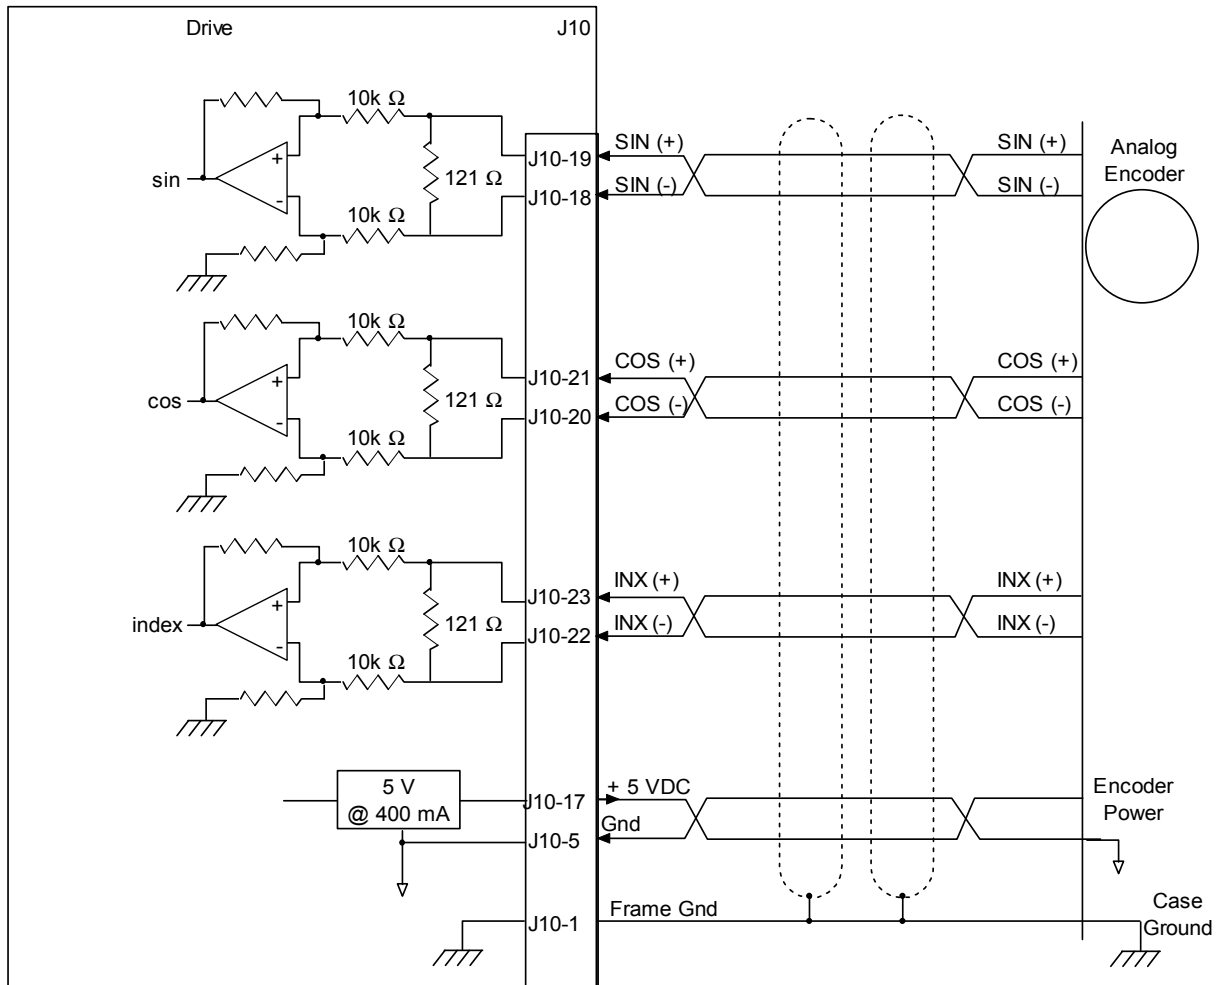 Drive
J10
10k Ω
+
-
sin
121 Ω
10k Ω
J10-19
J10-18
SIN (+)
SIN (-)
SIN (+)
SIN (-)
Analog
Encoder
10k Ω
+
-
cos
121 Ω
10k Ω
J10-21
J10-20
COS (+)
COS (-)
COS (+)
COS (-)
10k Ω
+
-
index
121 Ω
10k Ω
J10-23
J10-22
INX (+)
INX (-)
INX (+)
INX (-)
5 V
@ 400 mA
J10-17
J10-5
+ 5 VDC
Gnd
Encoder
Power
J10-1
Frame Gnd
Case
Ground